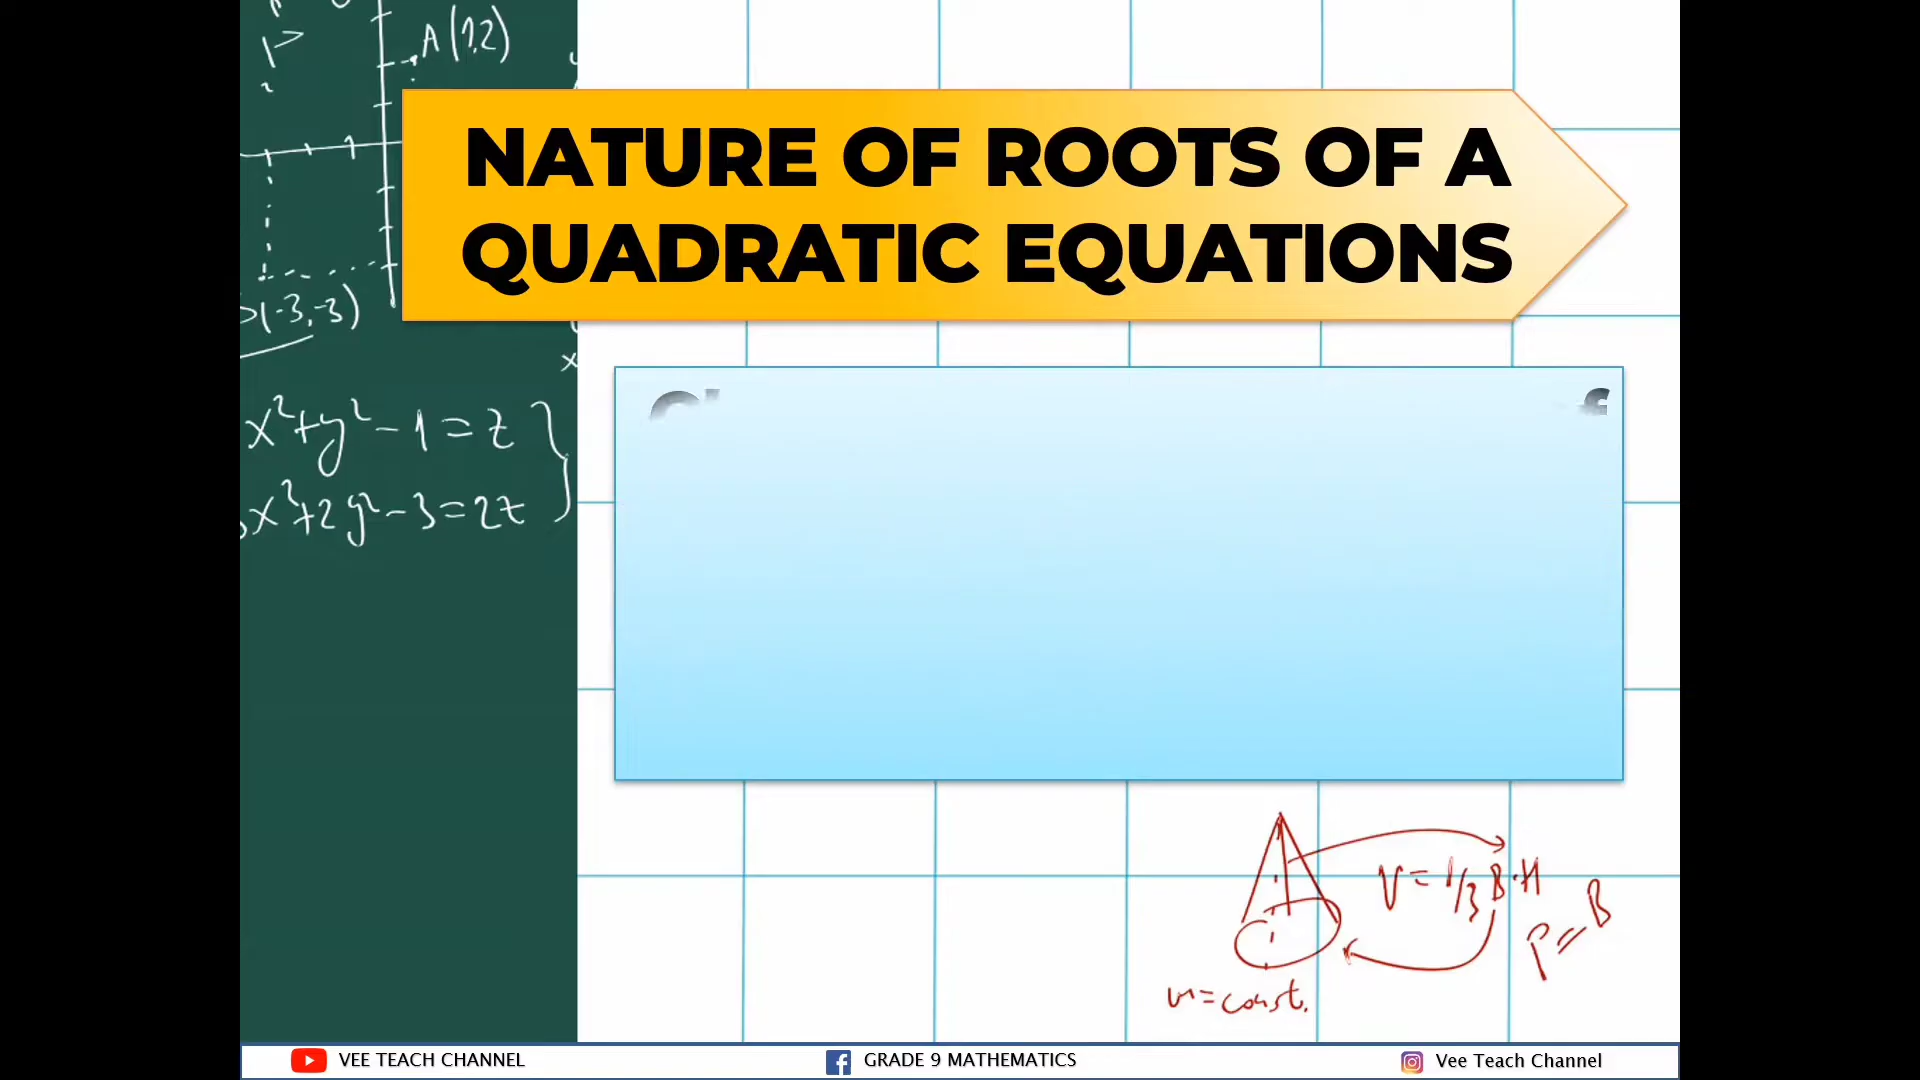 A(1,2)
NATURE OF ROOTS OF A
QUADRATIC EQUATIONS
(-3,-3)
x²+y²-1=z
x³+2y²-3=2z
V=1/3 B·H
P=B
=const.
VEE TEACH CHANNEL
GRADE 9 MATHEMATICS
Vee Teach Channel